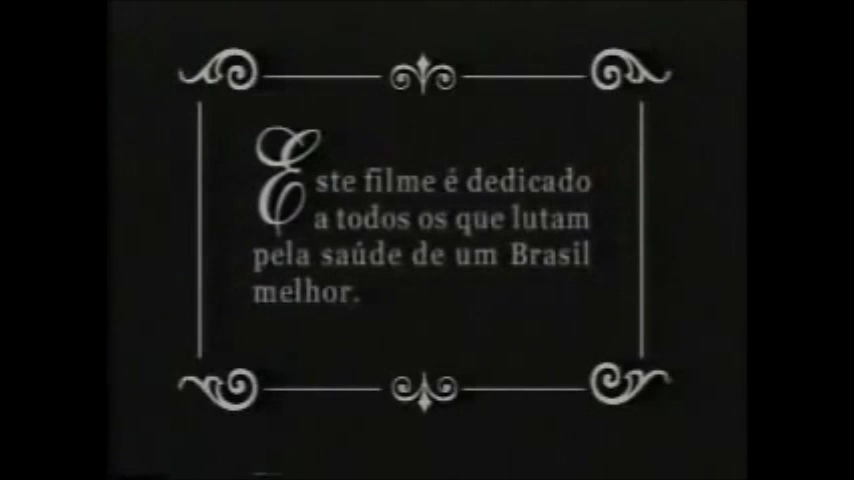 Este filme é dedicado
a todos os que lutam
pela saúde de um Brasil
melhor.